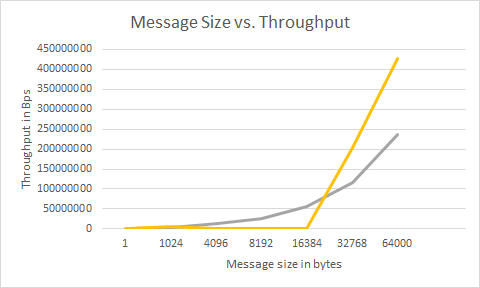 Message Size vs. Throughput
Throughput in Bps
450000000
400000000
350000000
300000000
250000000
200000000
150000000
100000000
50000000
0
1 1024 4096 8192 16384 32768 64000
Message size in bytes